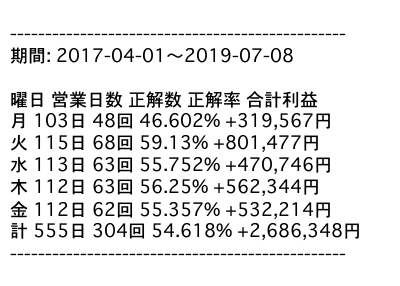 ------------------------------------------------
期間: 2017-04-01～2019-07-08
曜日 営業日数 正解数 正解率 合計利益
月 103日 48回 46.602% +319,567円
火 115日 68回 59.13% +801,477円
水 113日 63回 55.752% +470,746円
木 112日 63回 56.25% +562,344円
金 112日 62回 55.357% +532,214円
計 555日 304回 54.618% +2,686,348円
------------------------------------------------